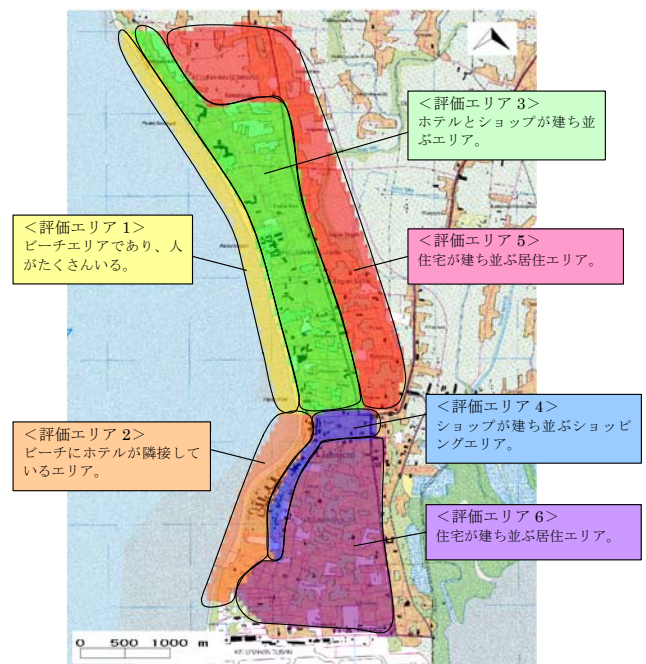 <評価エリア 3>
ホテルとショップが建ち並
ぶエリア。
<評価エリア 1>
ビーチエリアであり、人
がたくさんいる。
<評価エリア 5>
住宅が建ち並ぶ居住エリア。
<評価エリア 4>
ショップが建ち並ぶショッピ
ングエリア。
<評価エリア 2>
ビーチにホテルが隣接して
いるエリア。
<評価エリア 6>
住宅が建ち並ぶ居住エリア。
0 500 1000 m
KELURAHAN TUBAN